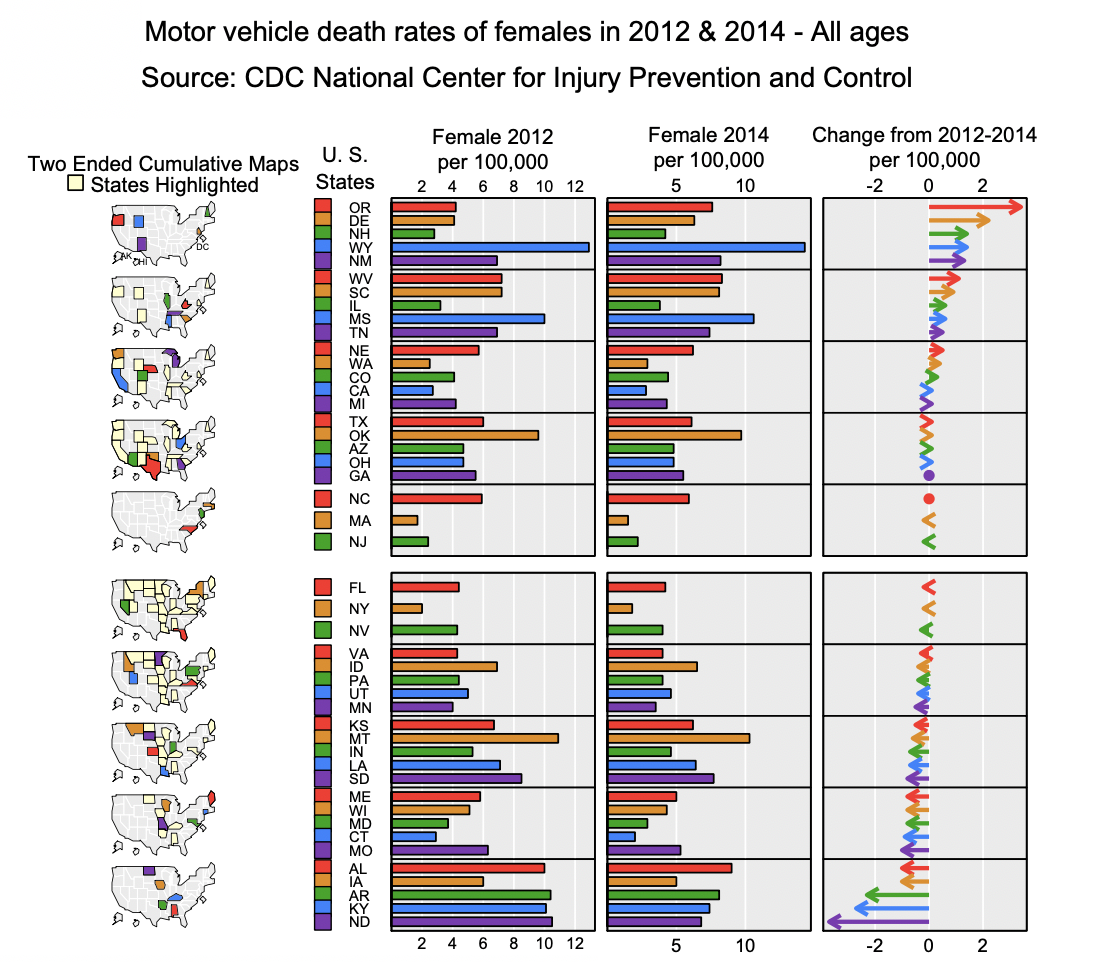 Motor vehicle death rates of females in 2012 & 2014 - All ages
Source: CDC National Center for Injury Prevention and Control
Two Ended Cumulative Maps
States Highlighted
U. S.
States
Female 2012
per 100,000
Female 2014
per 100,000
Change from 2012-2014
per 100,000
2 4 6 8 10 12
5 10
-2 0 2
OR
DE
NH
WY
NM
AK HI DC
WV
SC
IL
MS
TN
NE
WA
CO
CA
MI
TX
OK
AZ
OH
GA
NC
MA
NJ
FL
NY
NV
VA
ID
PA
UT
MN
KS
MT
IN
LA
SD
ME
WI
MD
CT
MO
AL
IA
AR
KY
ND
2 4 6 8 10 12
5 10
-2 0 2